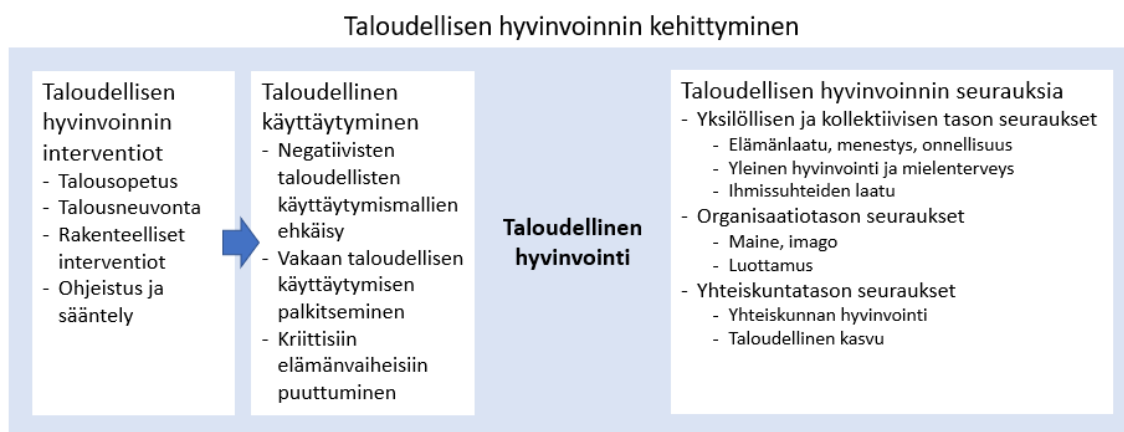 Taloudellisen hyvinvoinnin kehittyminen
Taloudellisen
hyvinvoinnin
interventiot
- Talousopetus
- Talousneuvonta
- Rakenteelliset
interventiot
- Ohjeistus ja
sääntely
Taloudellinen
käyttäytyminen
- Negatiivisten
taloudellisten
käyttäytymismallien
ehkäisy
- Vakaan taloudellisen
käyttäytymisen
palkitseminen
- Kriittisiin
elämänvaiheisiin
puuttuminen
Taloudellinen
hyvinvointi
Taloudellisen hyvinvoinnin seurauksia
- Yksilöllisen ja kollektiivisen tason seuraukset
- Elämänlaatu, menestys, onnellisuus
- Yleinen hyvinvointi ja mielenterveys
- Ihmissuhteiden laatu
- Organisaatiotason seuraukset
- Maine, imago
- Luottamus
- Yhteiskuntatason seuraukset
- Yhteiskunnan hyvinvointi
- Taloudellinen kasvu